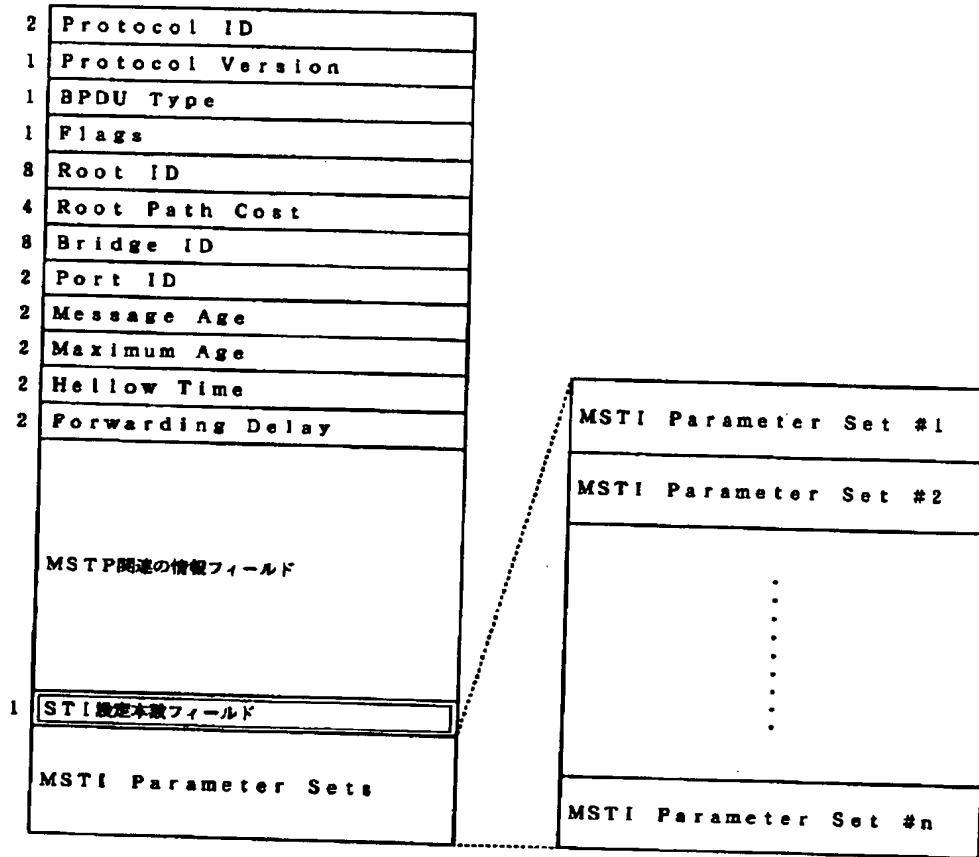 2 Protocol ID
1 Protocol Version
1 BPDU Type
1 Flags
8 Root ID
4 Root Path Cost
8 Bridge ID
2 Port ID
2 Message Age
2 Maximum Age
2 Hellow Time
2 Forwarding Delay
MSTP関連の情報フィールド
1 STI設定本数フィールド
MSTI Parameter Sets
MSTI Parameter Set #1
MSTI Parameter Set #2
MSTI Parameter Set #n